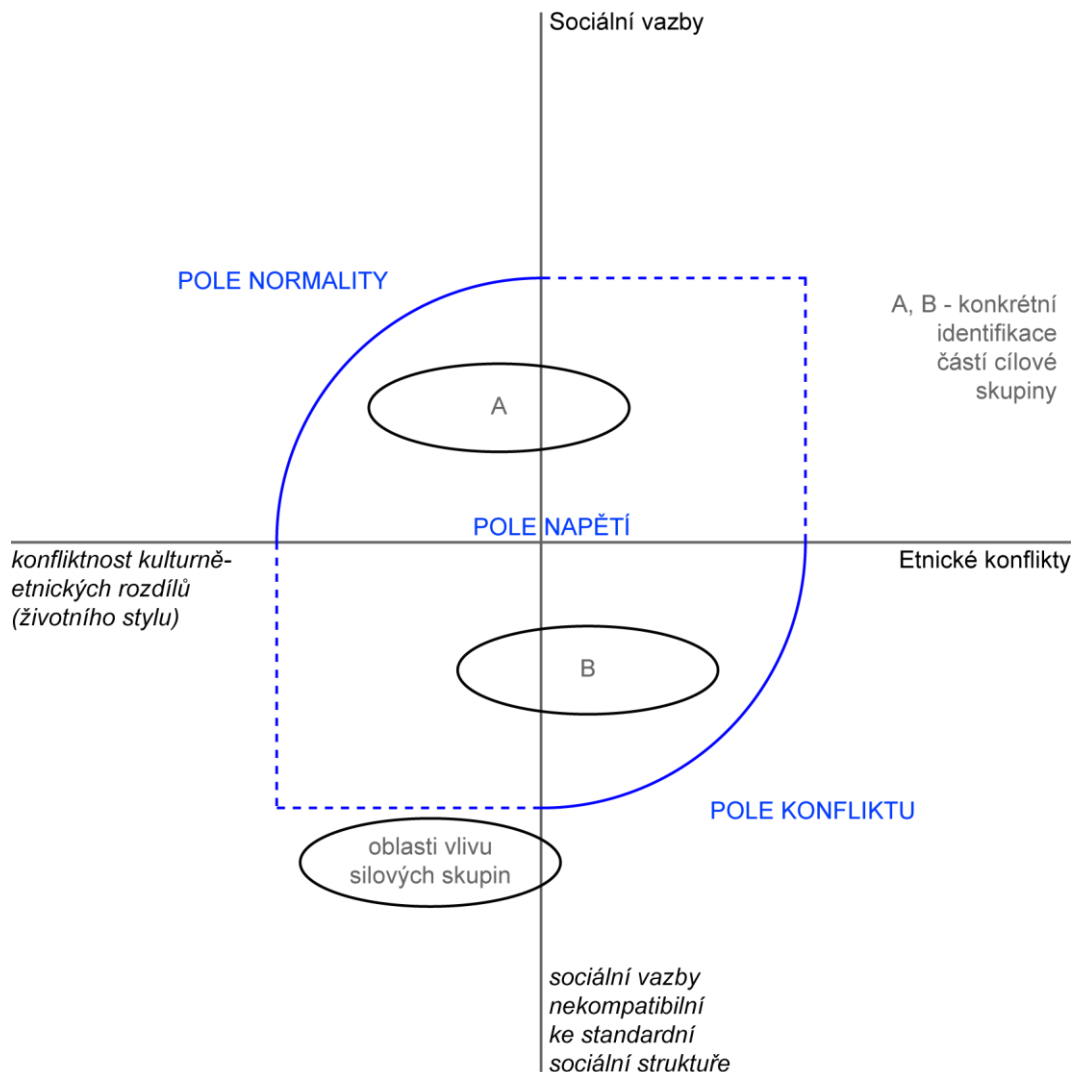 Sociální vazby
POLE NORMALITY
A, B - konkrétní
identifikace
částí cílové
skupiny
A
POLE NAPĚTÍ
konfliktnost kulturně-
etnických rozdílů
(životního stylu)
Etnické konflikty
B
POLE KONFLIKTU
oblasti vlivu
silových skupin
sociální vazby
nekompatibilní
ke standardní
sociální struktuře